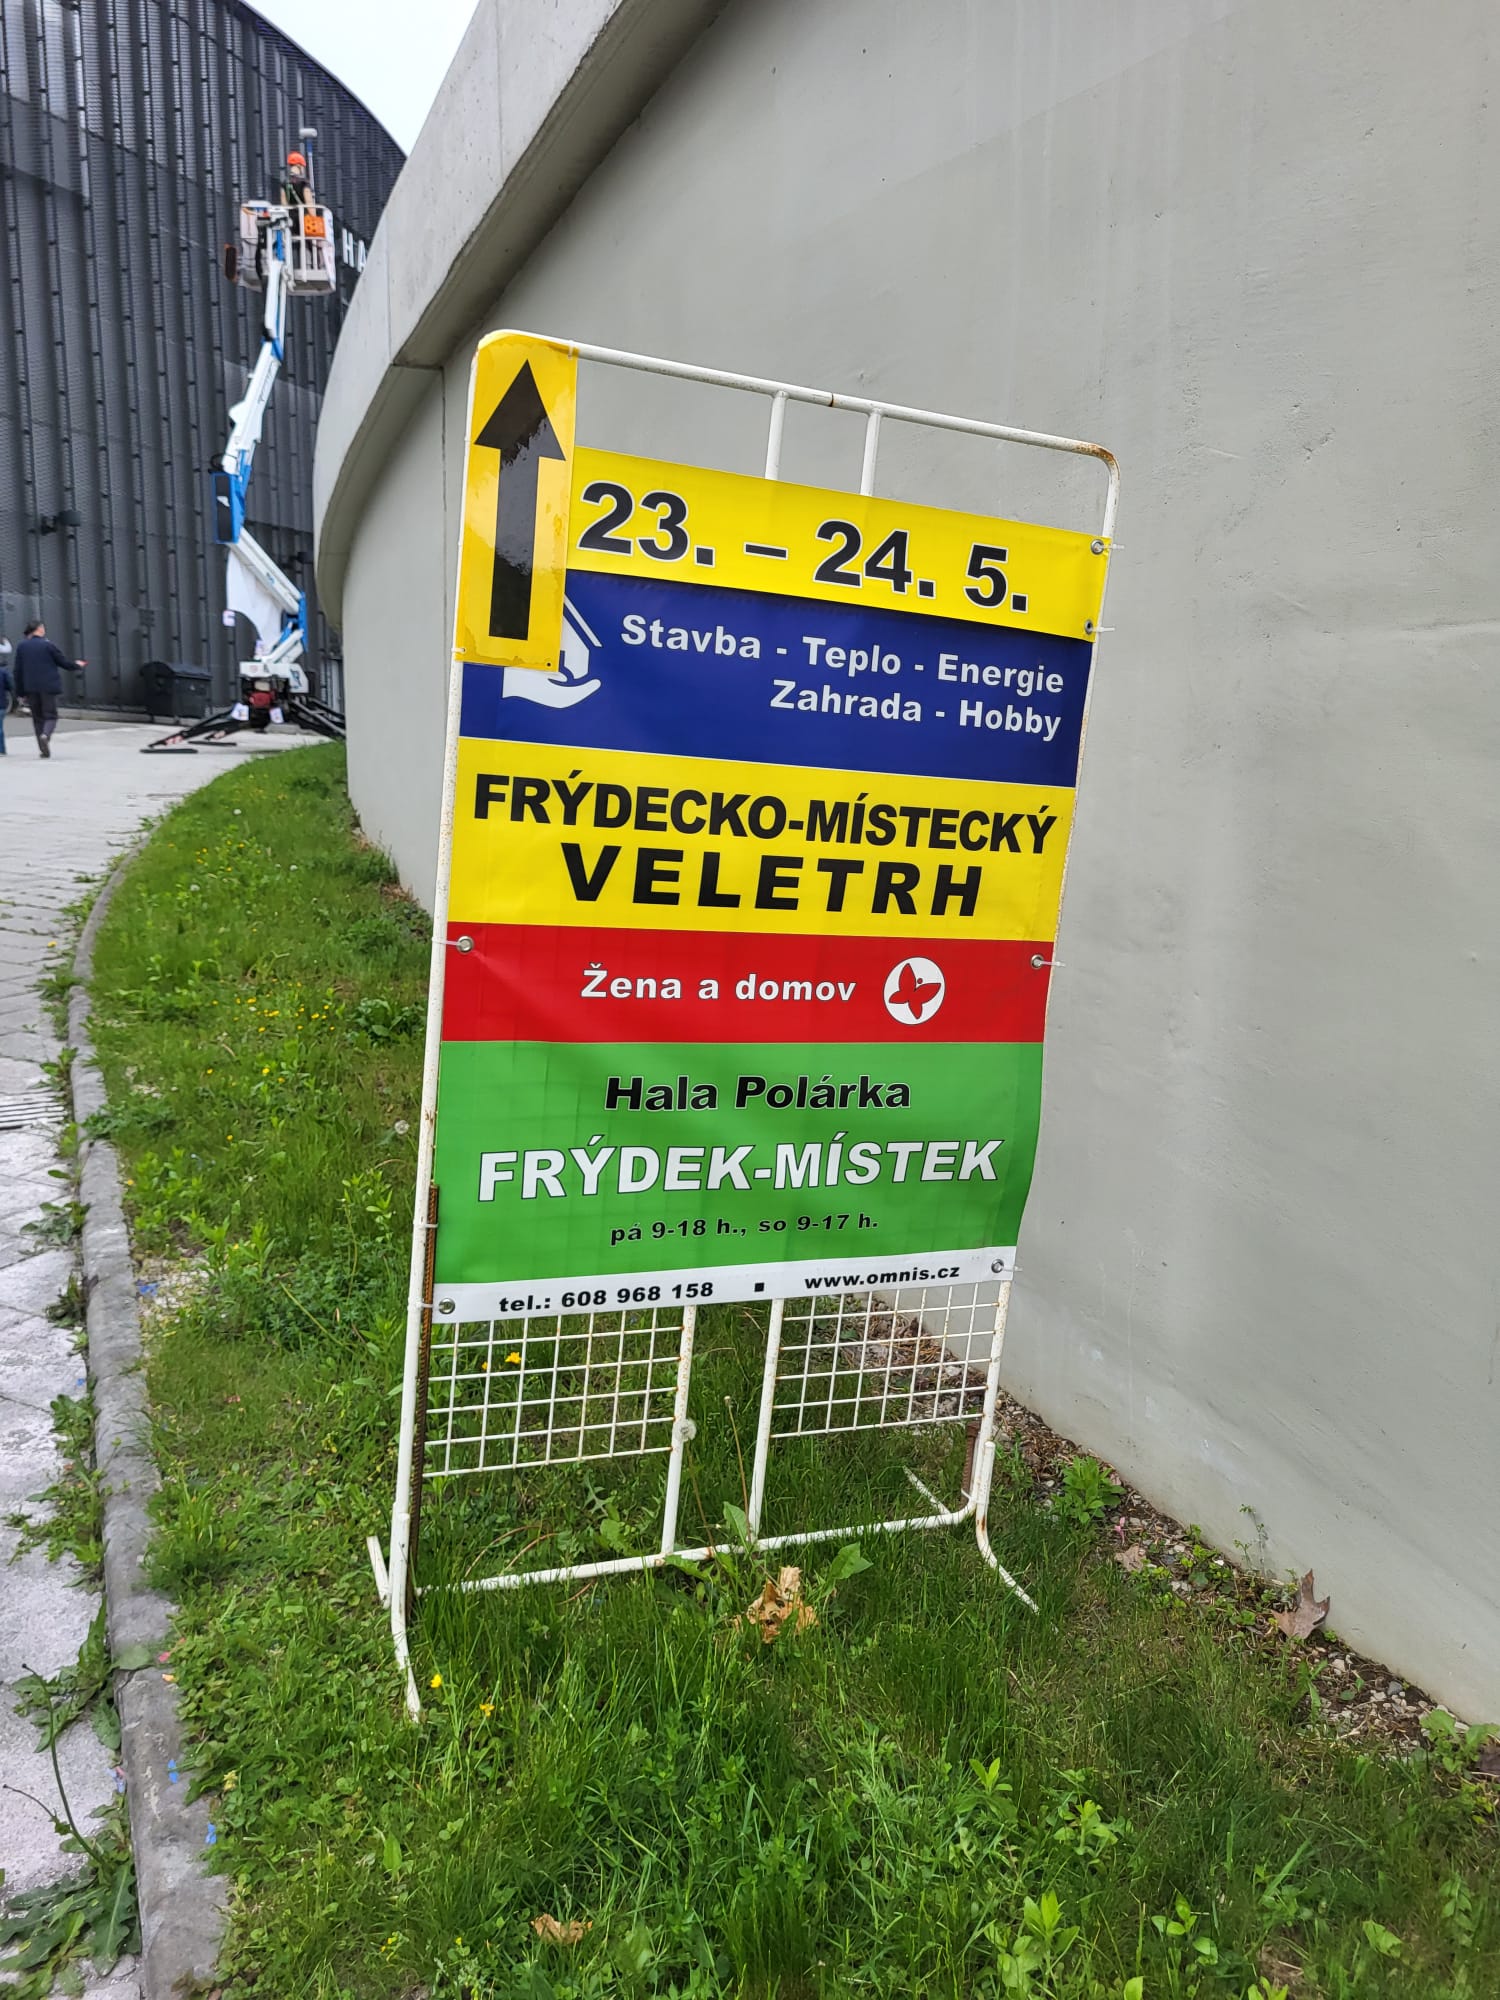 HA
23. – 24. 5.
Stavba - Teplo - Energie
Zahrada - Hobby
FRÝDECKO-MÍSTECKÝ
VELETRH
Žena a domov
Hala Polárka
FRÝDEK-MÍSTEK
pá 9-18 h., so 9-17 h.
tel.: 608 968 158 ▪ www.omnis.cz